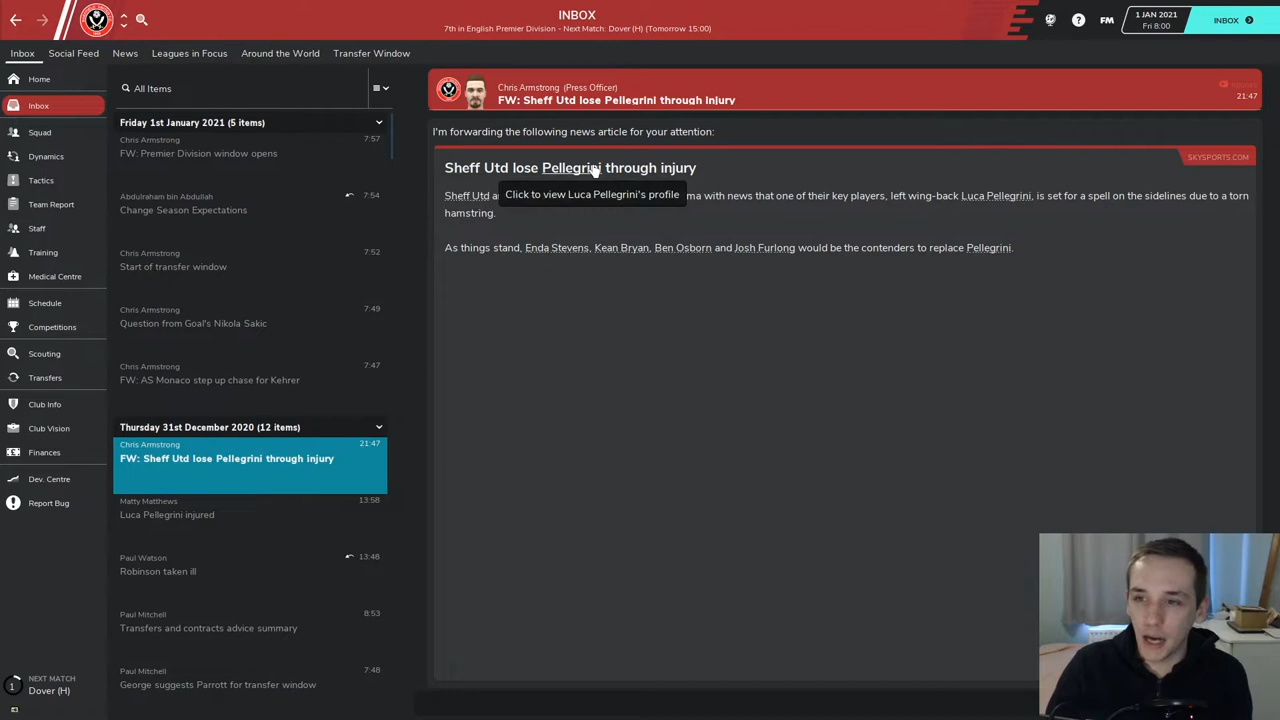 INBOX
7th in English Premier Division - Next Match: Dover (H) (Tomorrow 15:00)
FM
1 JAN 2021
Fri 8:00
INBOX
Inbox
Social Feed
News
Leagues in Focus
Around the World
Transfer Window
Home
Inbox
Squad
Dynamics
Tactics
Team Report
Staff
Training
Medical Centre
Schedule
Competitions
Scouting
Transfers
Club Info
Club Vision
Finances
Dev. Centre
Report Bug
1
NEXT MATCH
Dover (H)
All Items
Friday 1st January 2021 (5 items)
Chris Armstrong 7:57
FW: Premier Division window opens
Abdulraham bin Abdullah 7:54
Change Season Expectations
Chris Armstrong 7:52
Start of transfer window
Chris Armstrong 7:49
Question from Goal's Nikola Sakic
Chris Armstrong 7:47
FW: AS Monaco step up chase for Kehrer
Thursday 31st December 2020 (12 items)
Chris Armstrong 21:47
FW: Sheff Utd lose Pellegrini through injury
Matty Matthews 13:58
Luca Pellegrini injured
Paul Watson 13:48
Robinson taken ill
Paul Mitchell 8:53
Transfers and contracts advice summary
Paul Mitchell 7:48
George suggests Parrott for transfer window
Chris Armstrong (Press Officer)
FW: Sheff Utd lose Pellegrini through injury
21:47
I'm forwarding the following news article for your attention:
SKYSPORTS.COM
Sheff Utd lose Pellegrini through injury
Click to view Luca Pellegrini's profile
Sheff Utd a ma with news that one of their key players, left wing-back Luca Pellegrini, is set for a spell on the sidelines due to a torn
hamstring.
As things stand, Enda Stevens, Kean Bryan, Ben Osborn and Josh Furlong would be the contenders to replace Pellegrini.